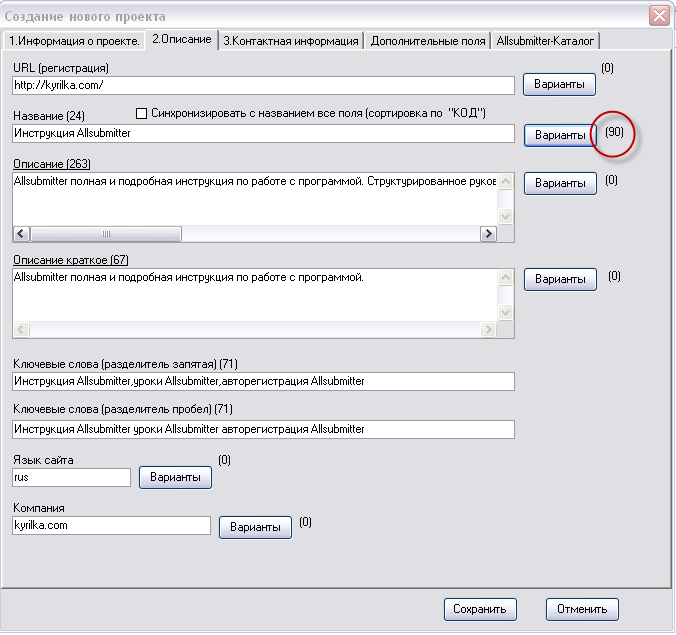 Создание нового проекта
1.Информация о проекте. 2.Описание 3.Контактная информация Дополнительные поля Allsubmitter-Каталог
URL (регистрация) (0)
http://kyrilka.com/ Варианты
Название (24) Синхронизировать с названием все поля (сортировка по "КОД")
Инструкция Allsubmitter Варианты (90)
Описание (263)
Allsubmitter полная и подробная инструкция по работе с программой. Структурированное руков Варианты (0)
Описание краткое (67)
Allsubmitter полная и подробная инструкция по работе с программой. Варианты (0)
Ключевые слова (разделитель запятая) (71)
Инструкция Allsubmitter,уроки Allsubmitter,авторегистрация Allsubmitter
Ключевые слова (разделитель пробел) (71)
Инструкция Allsubmitter уроки Allsubmitter авторегистрация Allsubmitter
Язык сайта (0)
rus Варианты
Компания
kyrilka.com Варианты (0)
Сохранить Отменить